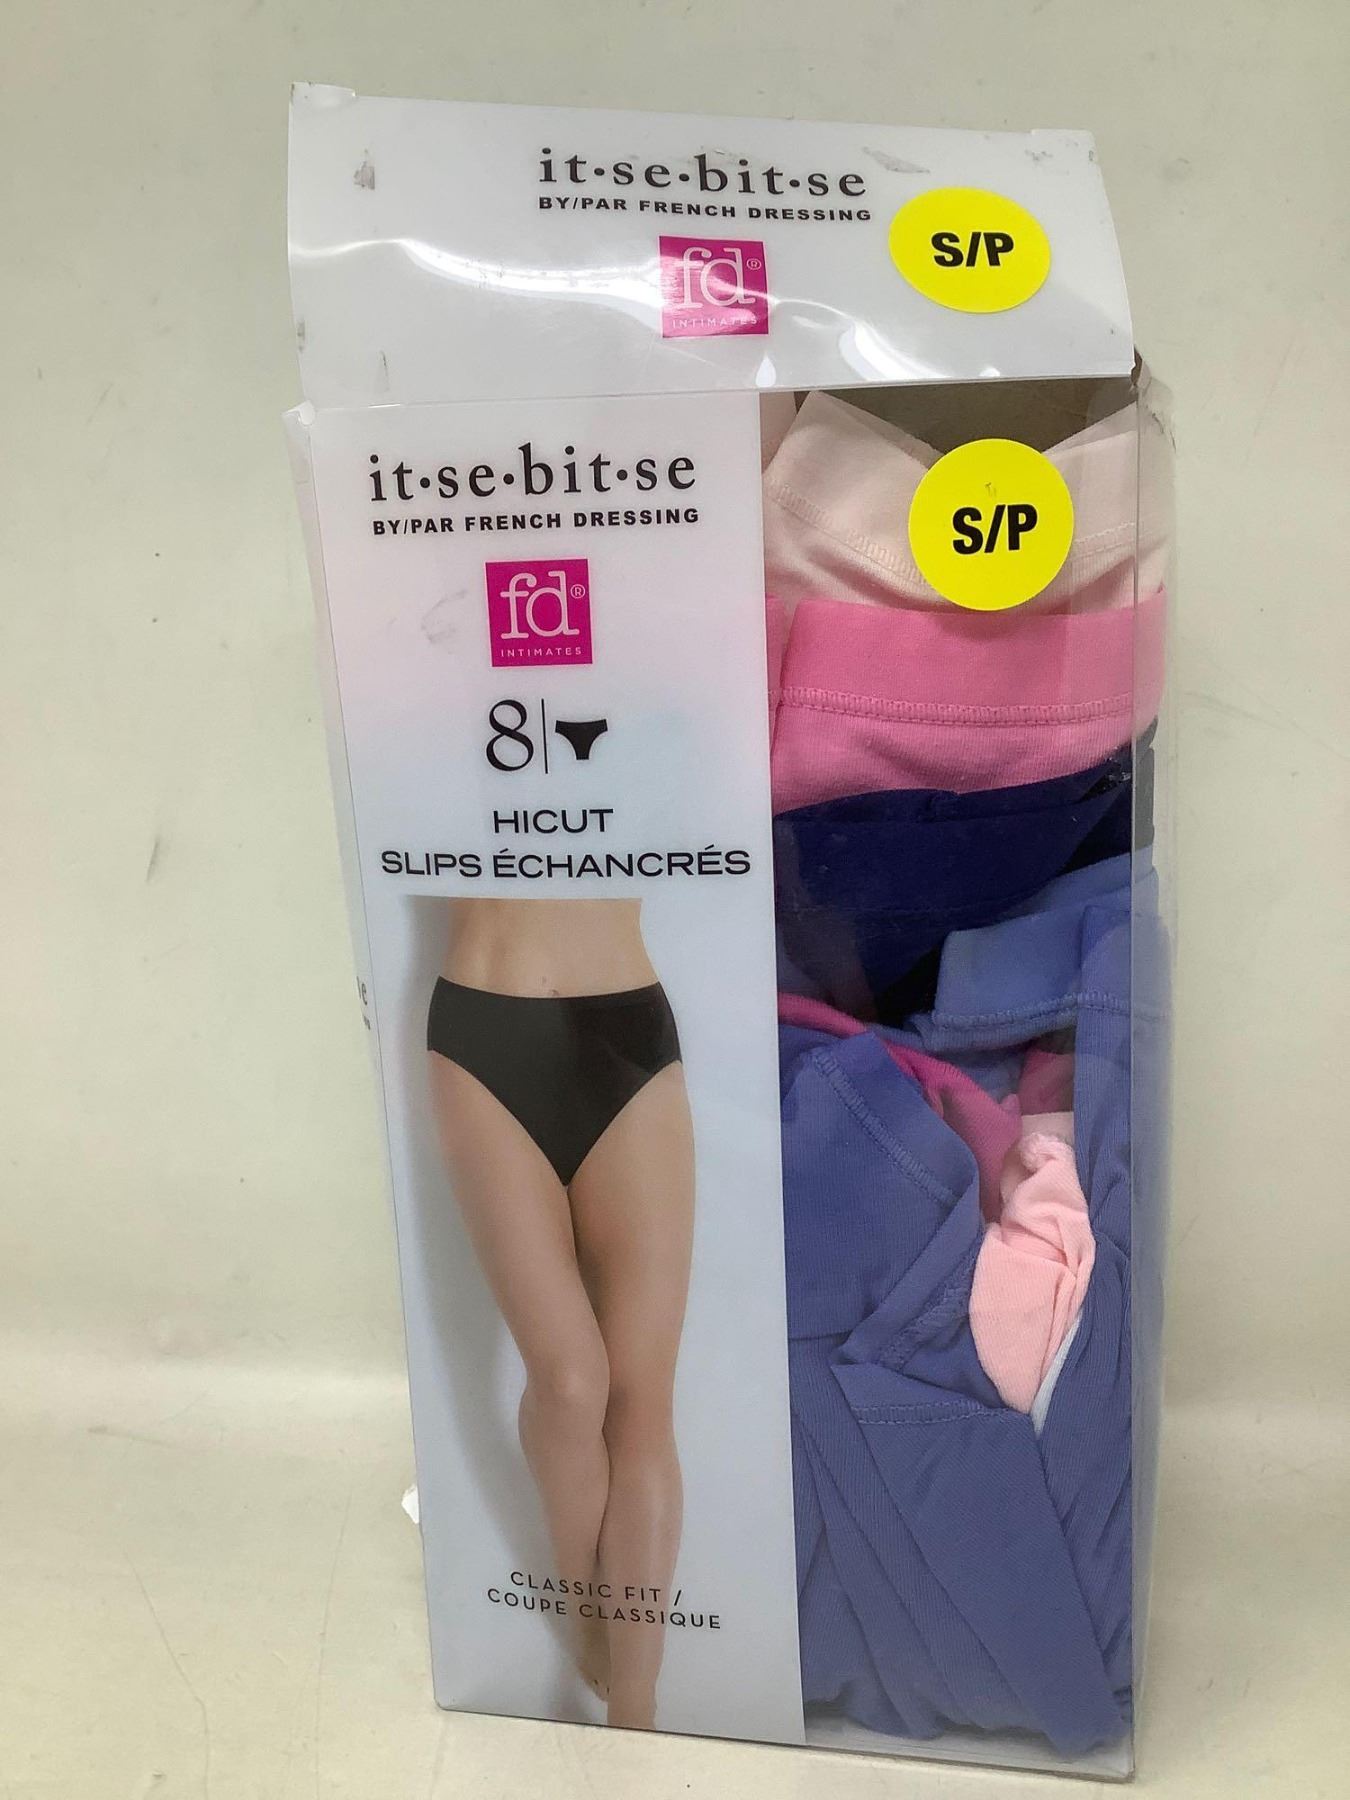 it•se•bit•se
BY/PAR FRENCH DRESSING
fd®
INTIMATES
S/P
it•se•bit•se
BY/PAR FRENCH DRESSING
fd®
INTIMATES
S/P
8
HICUT
SLIPS ÉCHANCRÉS
CLASSIC FIT /
COUPE CLASSIQUE